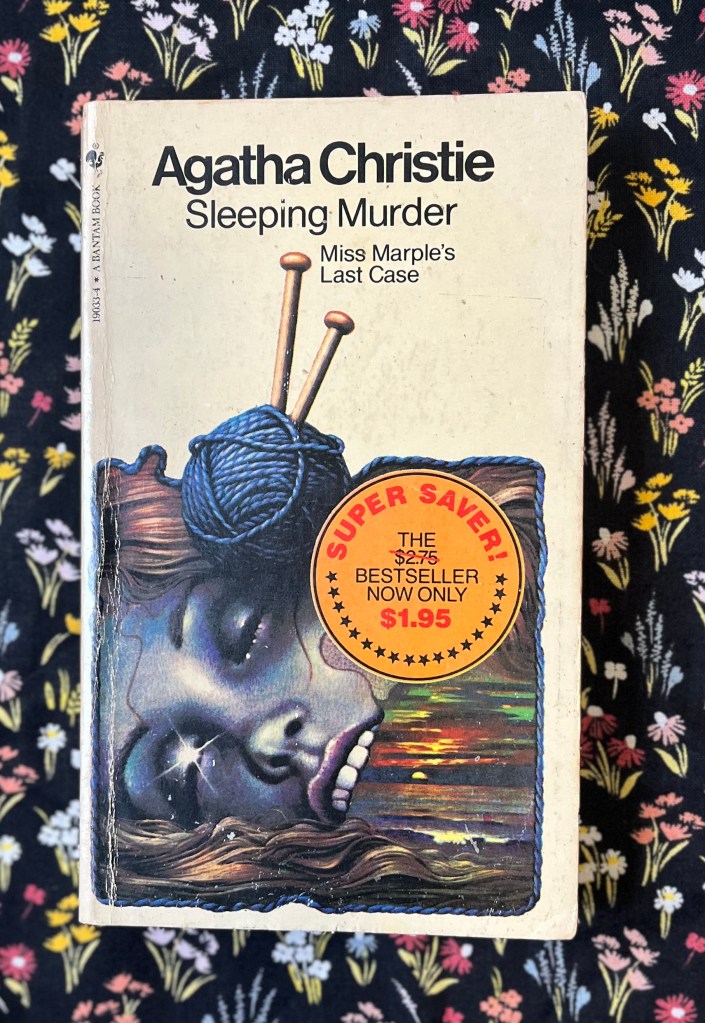 Agatha Christie
Sleeping Murder
Miss Marple's
Last Case
SUPER SAVER!
THE
$2.75
BESTSELLER
NOW ONLY
$1.95
19033-4 ★ A BANTAM BOOK